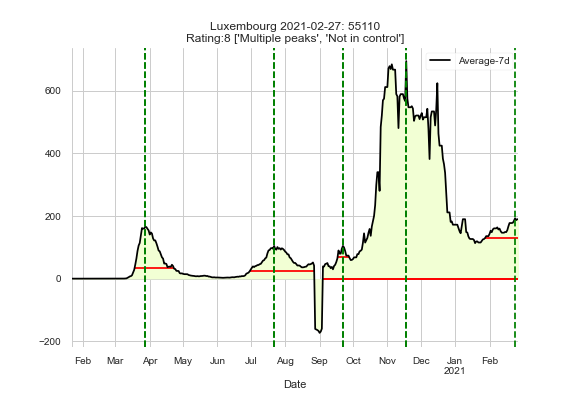 Luxembourg 2021-02-27: 55110
Rating:8 ['Multiple peaks', 'Not in control']
Average-7d
600
400
200
0
−200
Feb Mar Apr May Jun Jul Aug Sep Oct Nov Dec Jan Feb
2021
Date